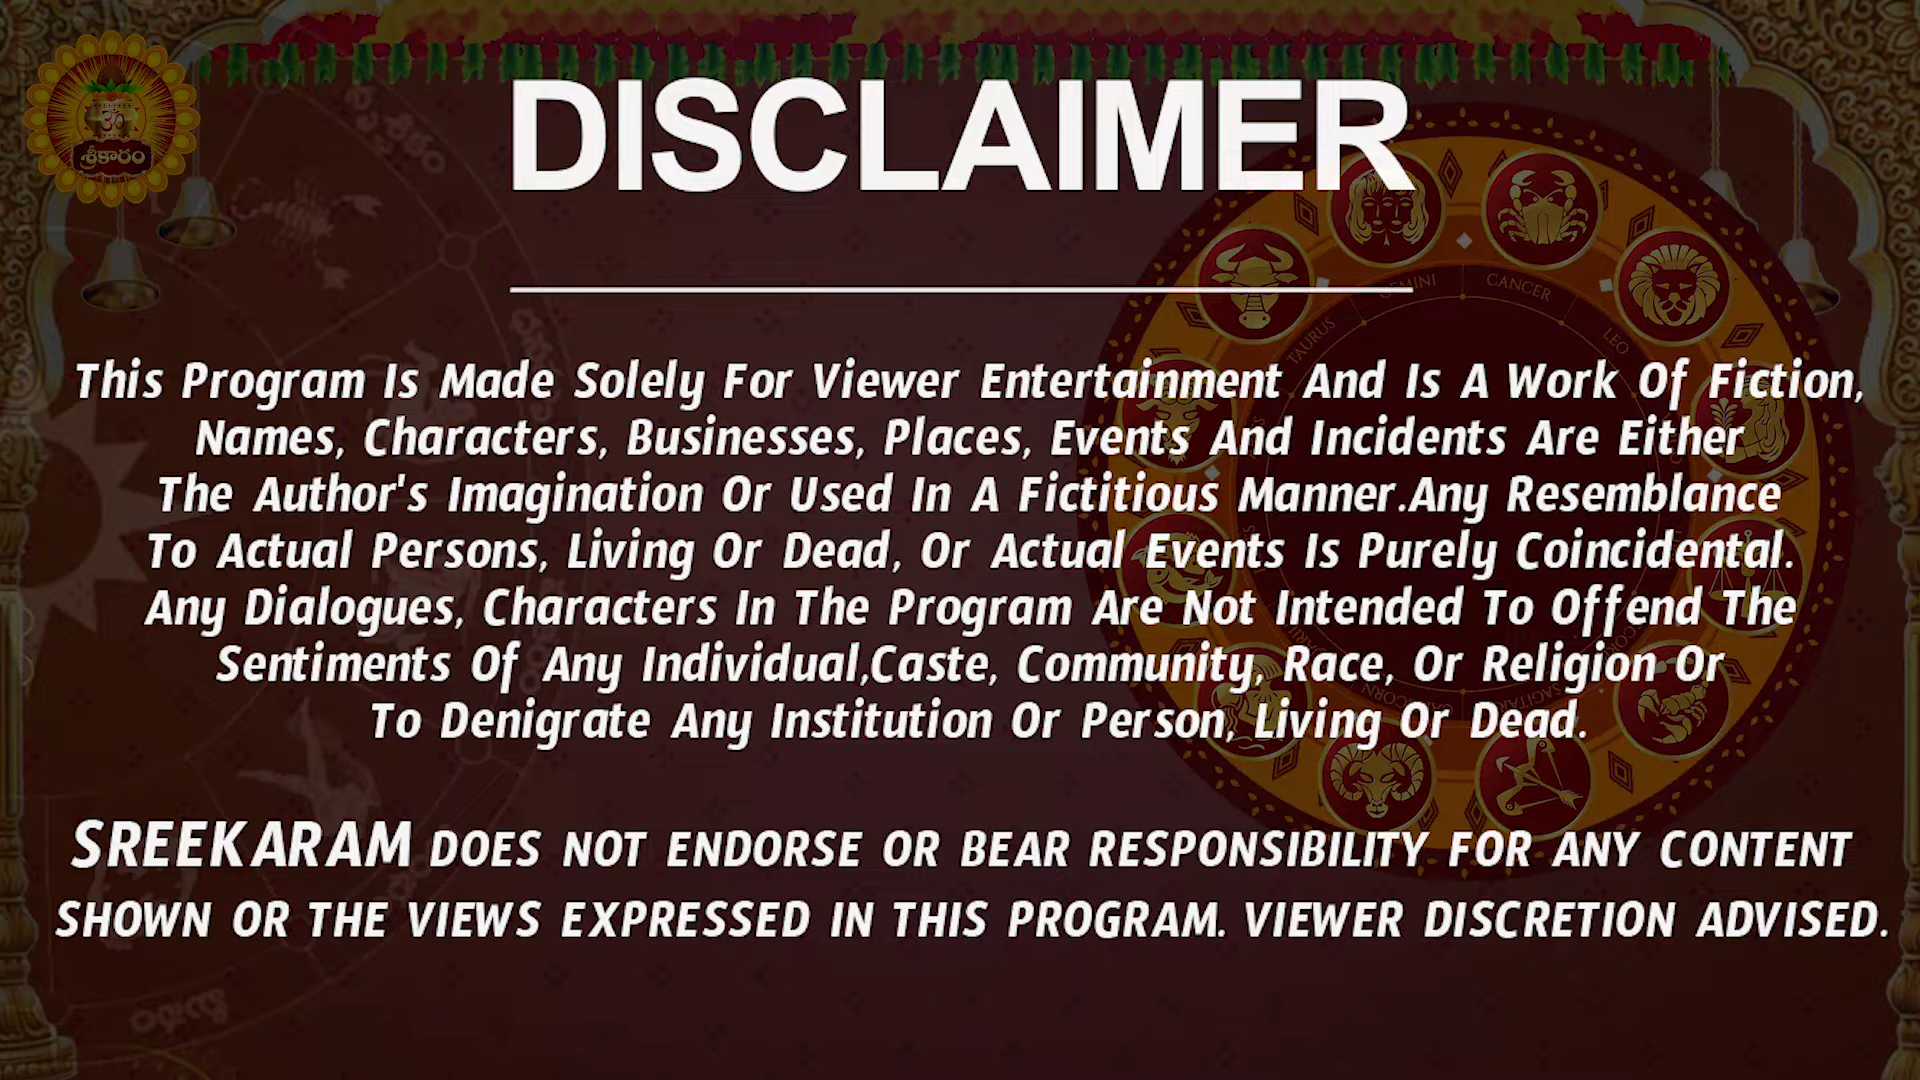 శ్రీకారం
DISCLAIMER
GEMINI
CANCER
TAURUS
LEO
This Program Is Made Solely For Viewer Entertainment And Is A Work Of Fiction,
Names, Characters, Businesses, Places, Events And Incidents Are Either
The Author's Imagination Or Used In A Fictitious Manner.Any Resemblance
To Actual Persons, Living Or Dead, Or Actual Events Is Purely Coincidental.
Any Dialogues, Characters In The Program Are Not Intended To Offend The
Sentiments Of Any Individual,Caste, Community, Race, Or Religion Or
To Denigrate Any Institution Or Person, Living Or Dead.
SREEKARAM DOES NOT ENDORSE OR BEAR RESPONSIBILITY FOR ANY CONTENT
SHOWN OR THE VIEWS EXPRESSED IN THIS PROGRAM. VIEWER DISCRETION ADVISED.